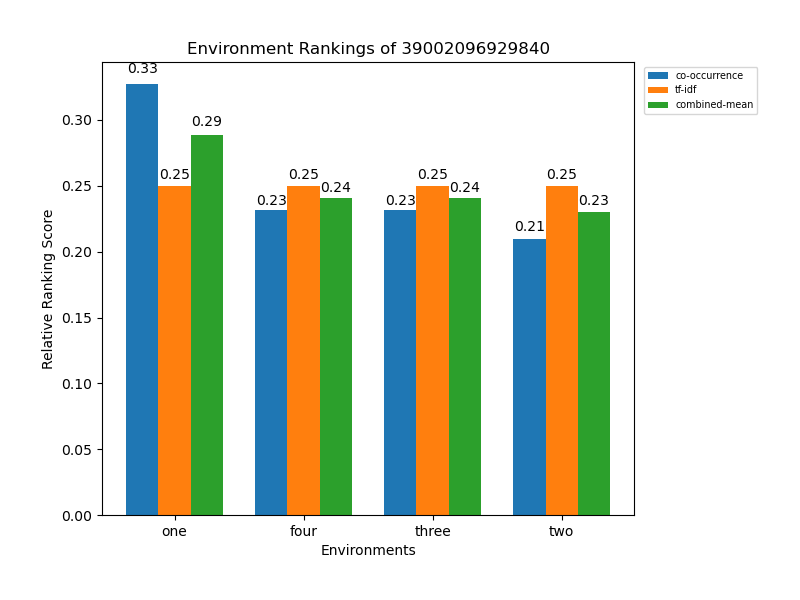 Environment Rankings of 39002096929840
co-occurrence
tf-idf
combined-mean
0.33
0.25
0.29
0.23
0.25
0.24
0.23
0.25
0.24
0.21
0.25
0.23
Relative Ranking Score
0.30
0.25
0.20
0.15
0.10
0.05
0.00
one
four
three
two
Environments